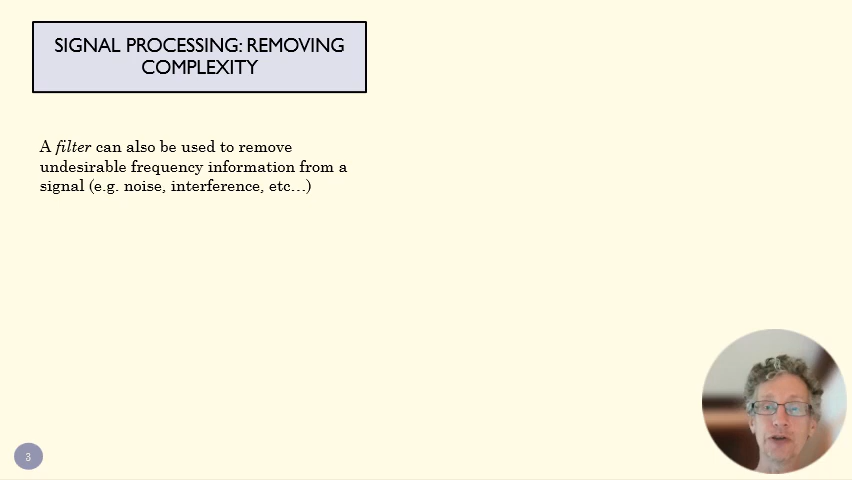 SIGNAL PROCESSING: REMOVING
COMPLEXITY
A filter can also be used to remove
undesirable frequency information from a
signal (e.g. noise, interference, etc...)
3